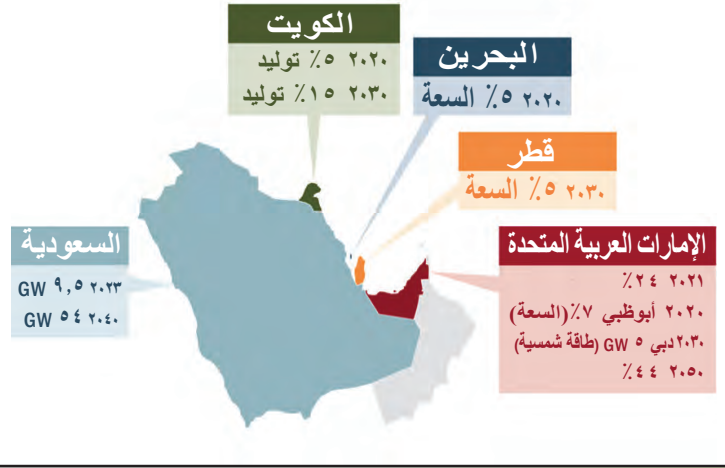 الكويت
٢٠٢٠ ٥٪ توليد
٢٠٣٠ ١٥٪ توليد
البحرين
٢٠٢٠ ٥٪ السعة
قطر
٢٠٣٠ ٥٪ السعة
الإمارات العربية المتحدة
٢٠٢١ ٢٤٪
٢٠٢٠ أبوظبي ٧٪(السعة)
٢٠٣٠دبي ٥ GW (طاقة شمسية)
٢٠٥٠ ٤٤٪
السعودية
٢٠٢٣ ٩,٥ GW
٢٠٤٠ ٥٤ GW